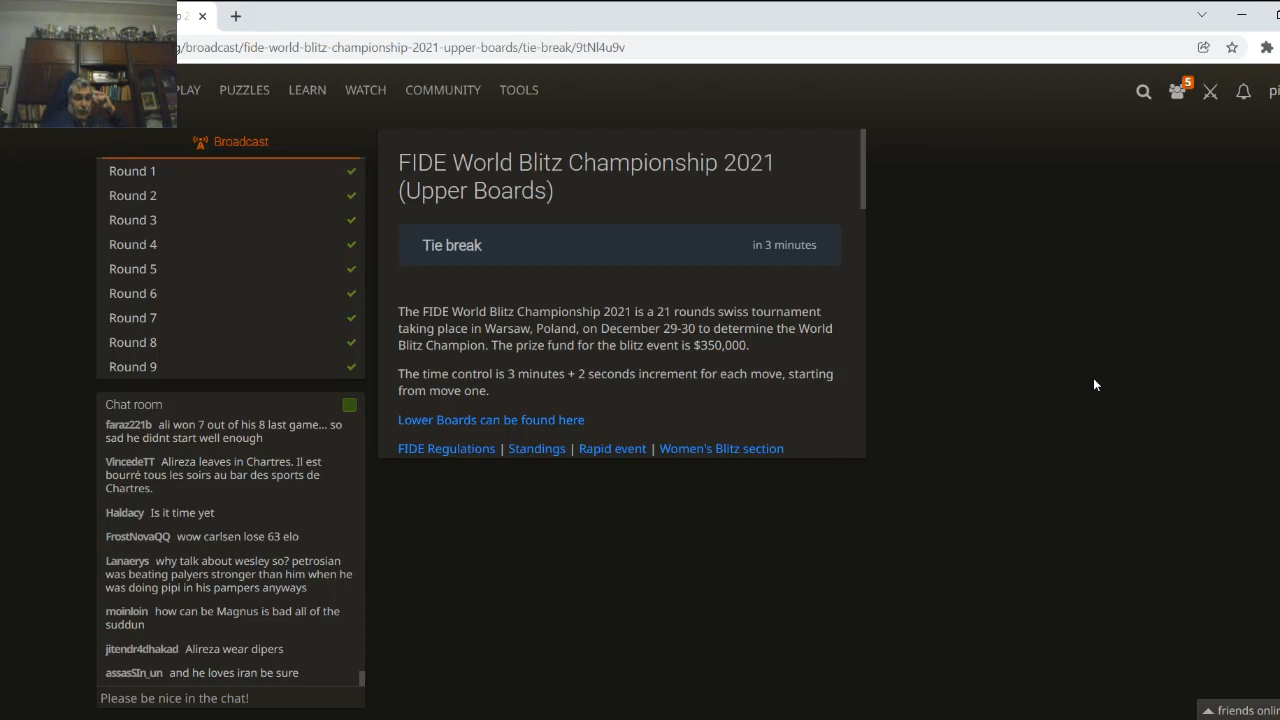 g/broadcast/fide-world-blitz-championship-2021-upper-boards/tie-break/9tNl4u9v
PLAY PUZZLES LEARN WATCH COMMUNITY TOOLS
5
pi
Broadcast
Round 1
Round 2
Round 3
Round 4
Round 5
Round 6
Round 7
Round 8
Round 9
FIDE World Blitz Championship 2021
(Upper Boards)
Tie break in 3 minutes
The FIDE World Blitz Championship 2021 is a 21 rounds swiss tournament
taking place in Warsaw, Poland, on December 29-30 to determine the World
Blitz Champion. The prize fund for the blitz event is $350,000.
The time control is 3 minutes + 2 seconds increment for each move, starting
from move one.
Lower Boards can be found here
FIDE Regulations | Standings | Rapid event | Women's Blitz section
Chat room
faraz221b ali won 7 out of his 8 last game... so
sad he didnt start well enough
VincedeTT Alireza leaves in Chartres. Il est
bourré tous les soirs au bar des sports de
Chartres.
Haldacy Is it time yet
FrostNovaQQ wow carlsen lose 63 elo
Lanaerys why talk about wesley so? petrosian
was beating palyers stronger than him when he
was doing pipi in his pampers anyways
moinloin how can be Magnus is bad all of the
suddun
jitendr4dhakad Alireza wear dipers
assasSIn_un and he loves iran be sure
Please be nice in the chat!
friends onlin